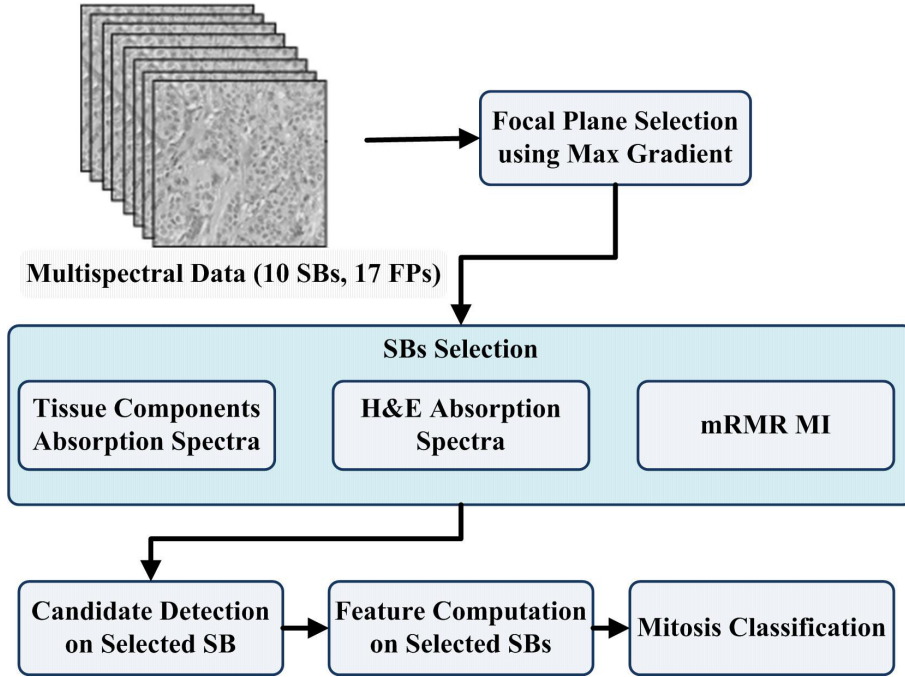 Focal Plane Selection
using Max Gradient
Multispectral Data (10 SBs, 17 FPs)
SBs Selection
Tissue Components
Absorption Spectra
H&E Absorption
Spectra
mRMR MI
Candidate Detection
on Selected SB
Feature Computation
on Selected SBs
Mitosis Classification